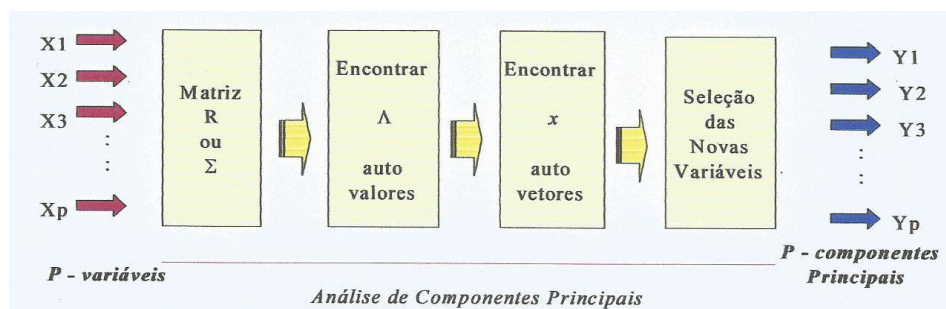 X1
X2
X3
.
.
.
Xp
P - variáveis
Matriz
R
ou
Σ
Encontrar
Λ
auto
valores
Encontrar
x
auto
vetores
Seleção
das
Novas
Variáveis
Y1
Y2
Y3
.
.
.
Yp
P - componentes
Principais
Análise de Componentes Principais